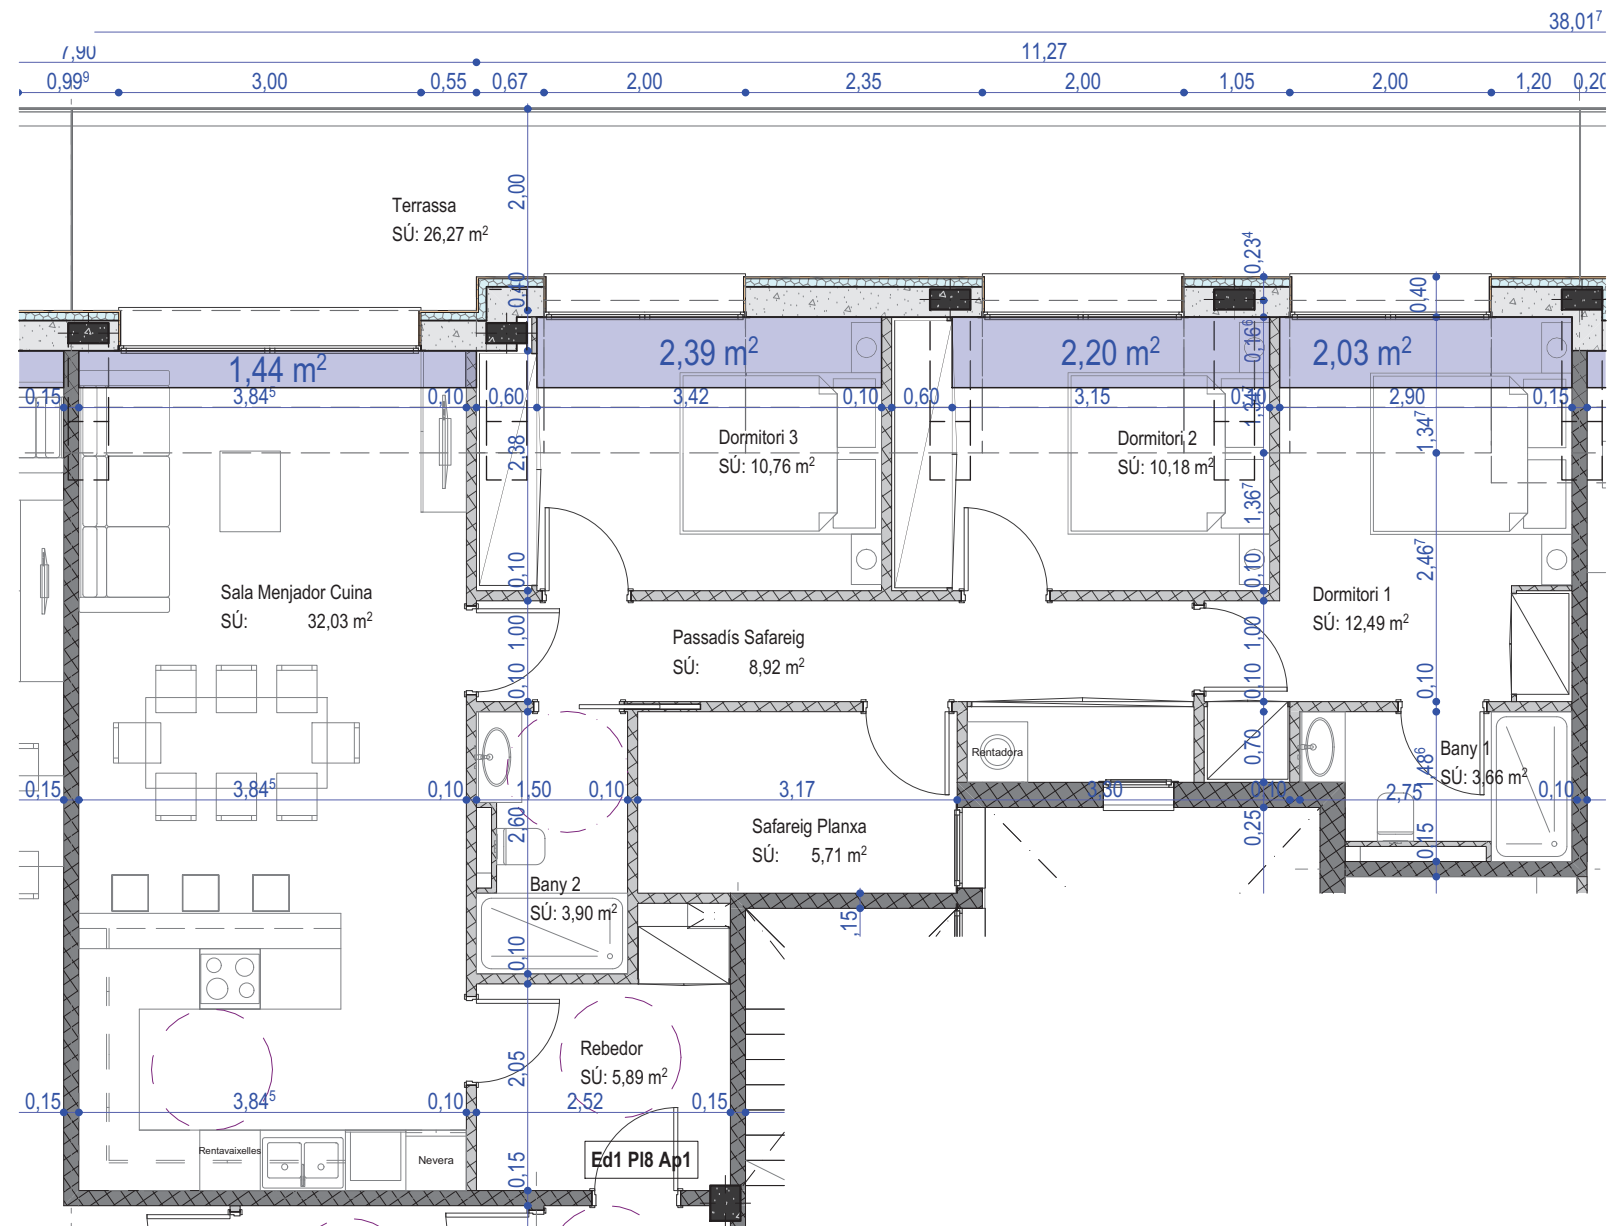 38,01⁷
7,90 11,27
0,99⁹ 3,00 0,55 0,67 2,00 2,35 2,00 1,05 2,00 1,20 0,20
2,00
Terrassa
SÚ: 26,27 m²
0,23⁴
0,40 0,40
0,16⁶
1,44 m² 2,39 m² 2,20 m² 2,03 m²
0,15 3,84⁵ 0,10 0,60 3,42 0,10 0,60 3,15 0,10 2,90 0,15
1,34⁷ 1,34⁷
2,38
Dormitori 3
SÚ: 10,76 m²
Dormitori 2
SÚ: 10,18 m²
1,36⁷
2,46⁷
0,10 0,10
Sala Menjador Cuina
SÚ: 32,03 m²
Dormitori 1
SÚ: 12,49 m²
1,00 1,00
Passadís Safareig
SÚ: 8,92 m²
0,10 0,10 0,10
0,70
Rentadora
Bany 1
SÚ: 3,66 m²
1,48⁶
0,15 3,84⁵ 0,10 1,50 0,10 3,17 3,30 0,10 2,75 0,10
2,60
Safareig Planxa
SÚ: 5,71 m²
0,25 0,15
Bany 2
SÚ: 3,90 m²
,15
0,10
Rebedor
SÚ: 5,89 m²
2,05
0,15 3,84⁵ 0,10 2,52 0,15
Rentavaixelles
Nevera
0,15
Ed1 Pl8 Ap1